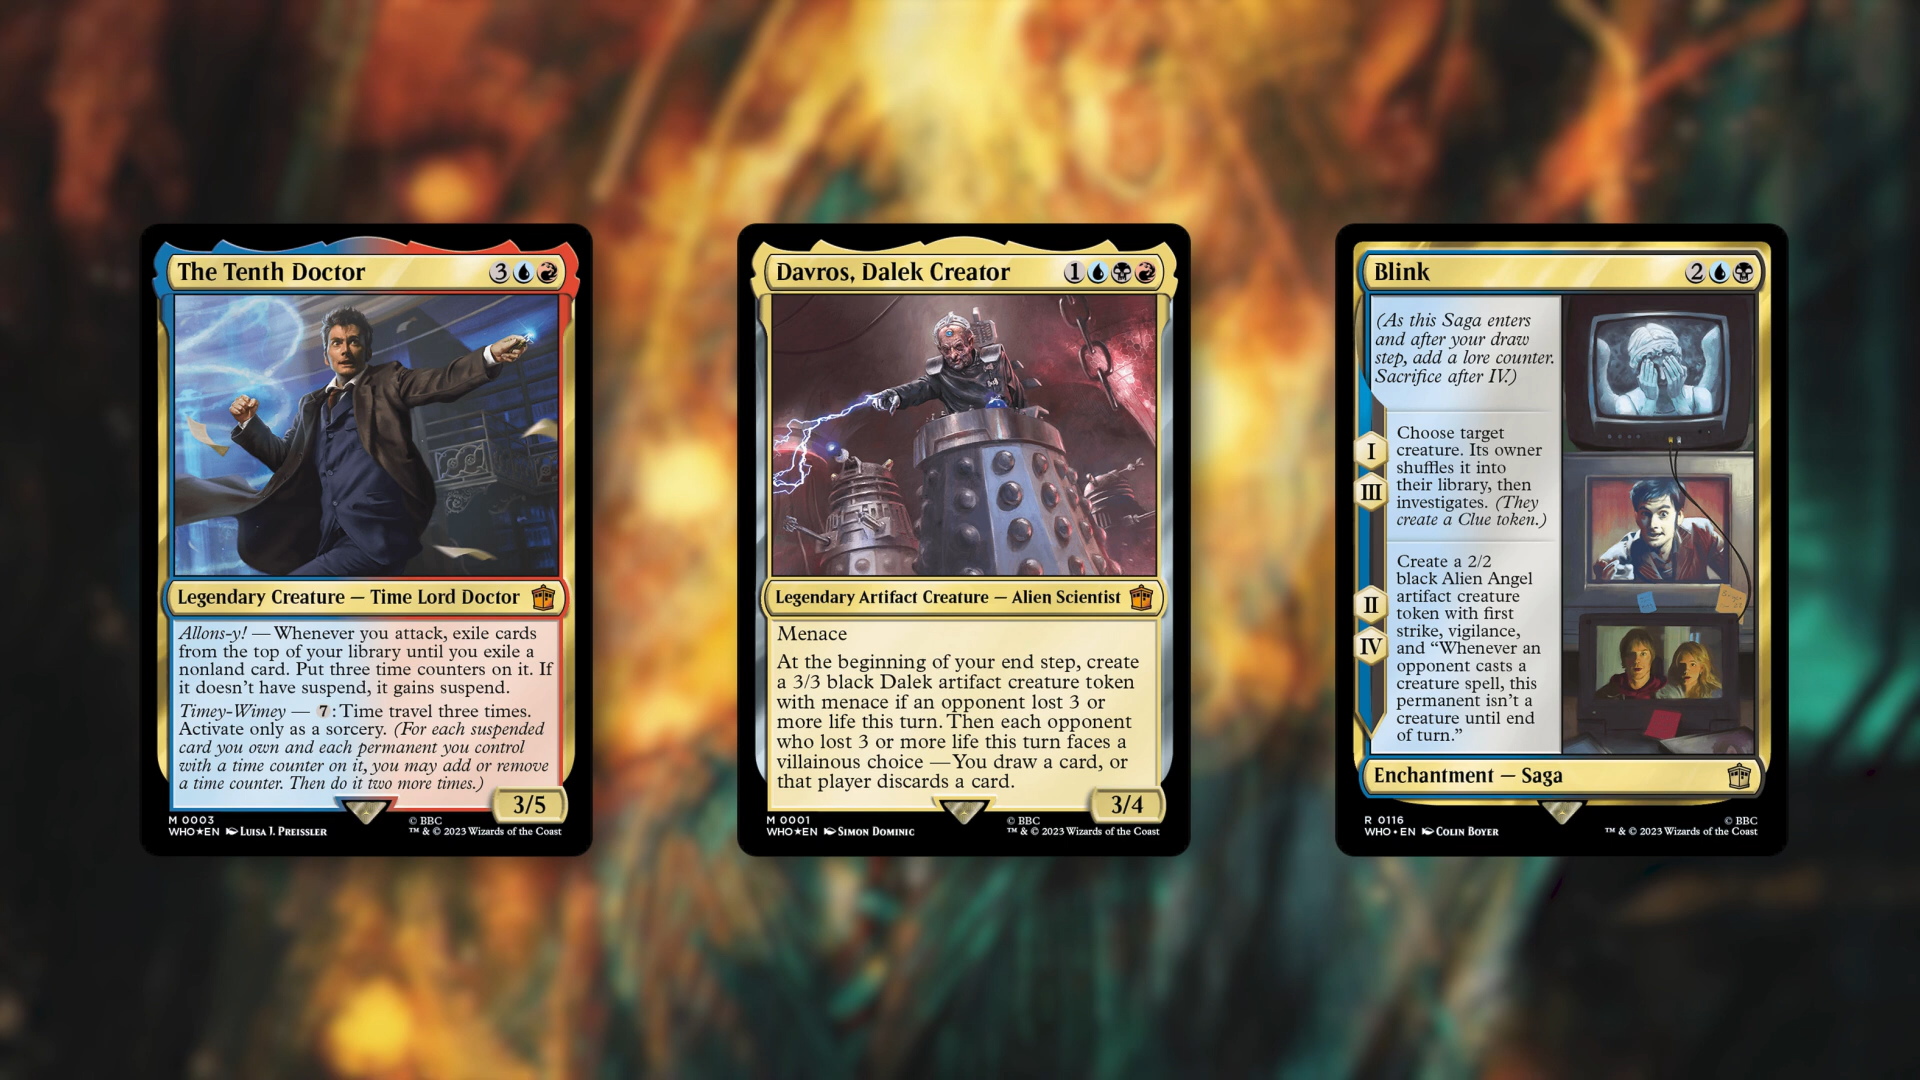 The Tenth Doctor
3
Legendary Creature — Time Lord Doctor
Allons-y! — Whenever you attack, exile cards
from the top of your library until you exile a
nonland card. Put three time counters on it. If
it doesn't have suspend, it gains suspend.
Timey-Wimey — 7: Time travel three times.
Activate only as a sorcery. (For each suspended
card you own and each permanent you control
with a time counter on it, you may add or remove
a time counter. Then do it two more times.)
3/5
M 0003
WHO★EN Luisa J. Preissler
© BBC
™ & © 2023 Wizards of the Coast
Davros, Dalek Creator
1
Legendary Artifact Creature — Alien Scientist
Menace
At the beginning of your end step, create
a 3/3 black Dalek artifact creature token
with menace if an opponent lost 3 or
more life this turn. Then each opponent
who lost 3 or more life this turn faces a
villainous choice — You draw a card, or
that player discards a card.
3/4
M 0001
WHO★EN Simon Dominic
© BBC
™ & © 2023 Wizards of the Coast
Blink
2
(As this Saga enters
and after your draw
step, add a lore counter.
Sacrifice after IV.)
I
III
Choose target
creature. Its owner
shuffles it into
their library, then
investigates. (They
create a Clue token.)
II
IV
Create a 2/2
black Alien Angel
artifact creature
token with first
strike, vigilance,
and “Whenever an
opponent casts a
creature spell, this
permanent isn't a
creature until end
of turn.”
Enchantment — Saga
R 0116
WHO • EN Colin Boyer
© BBC
™ & © 2023 Wizards of the Coast